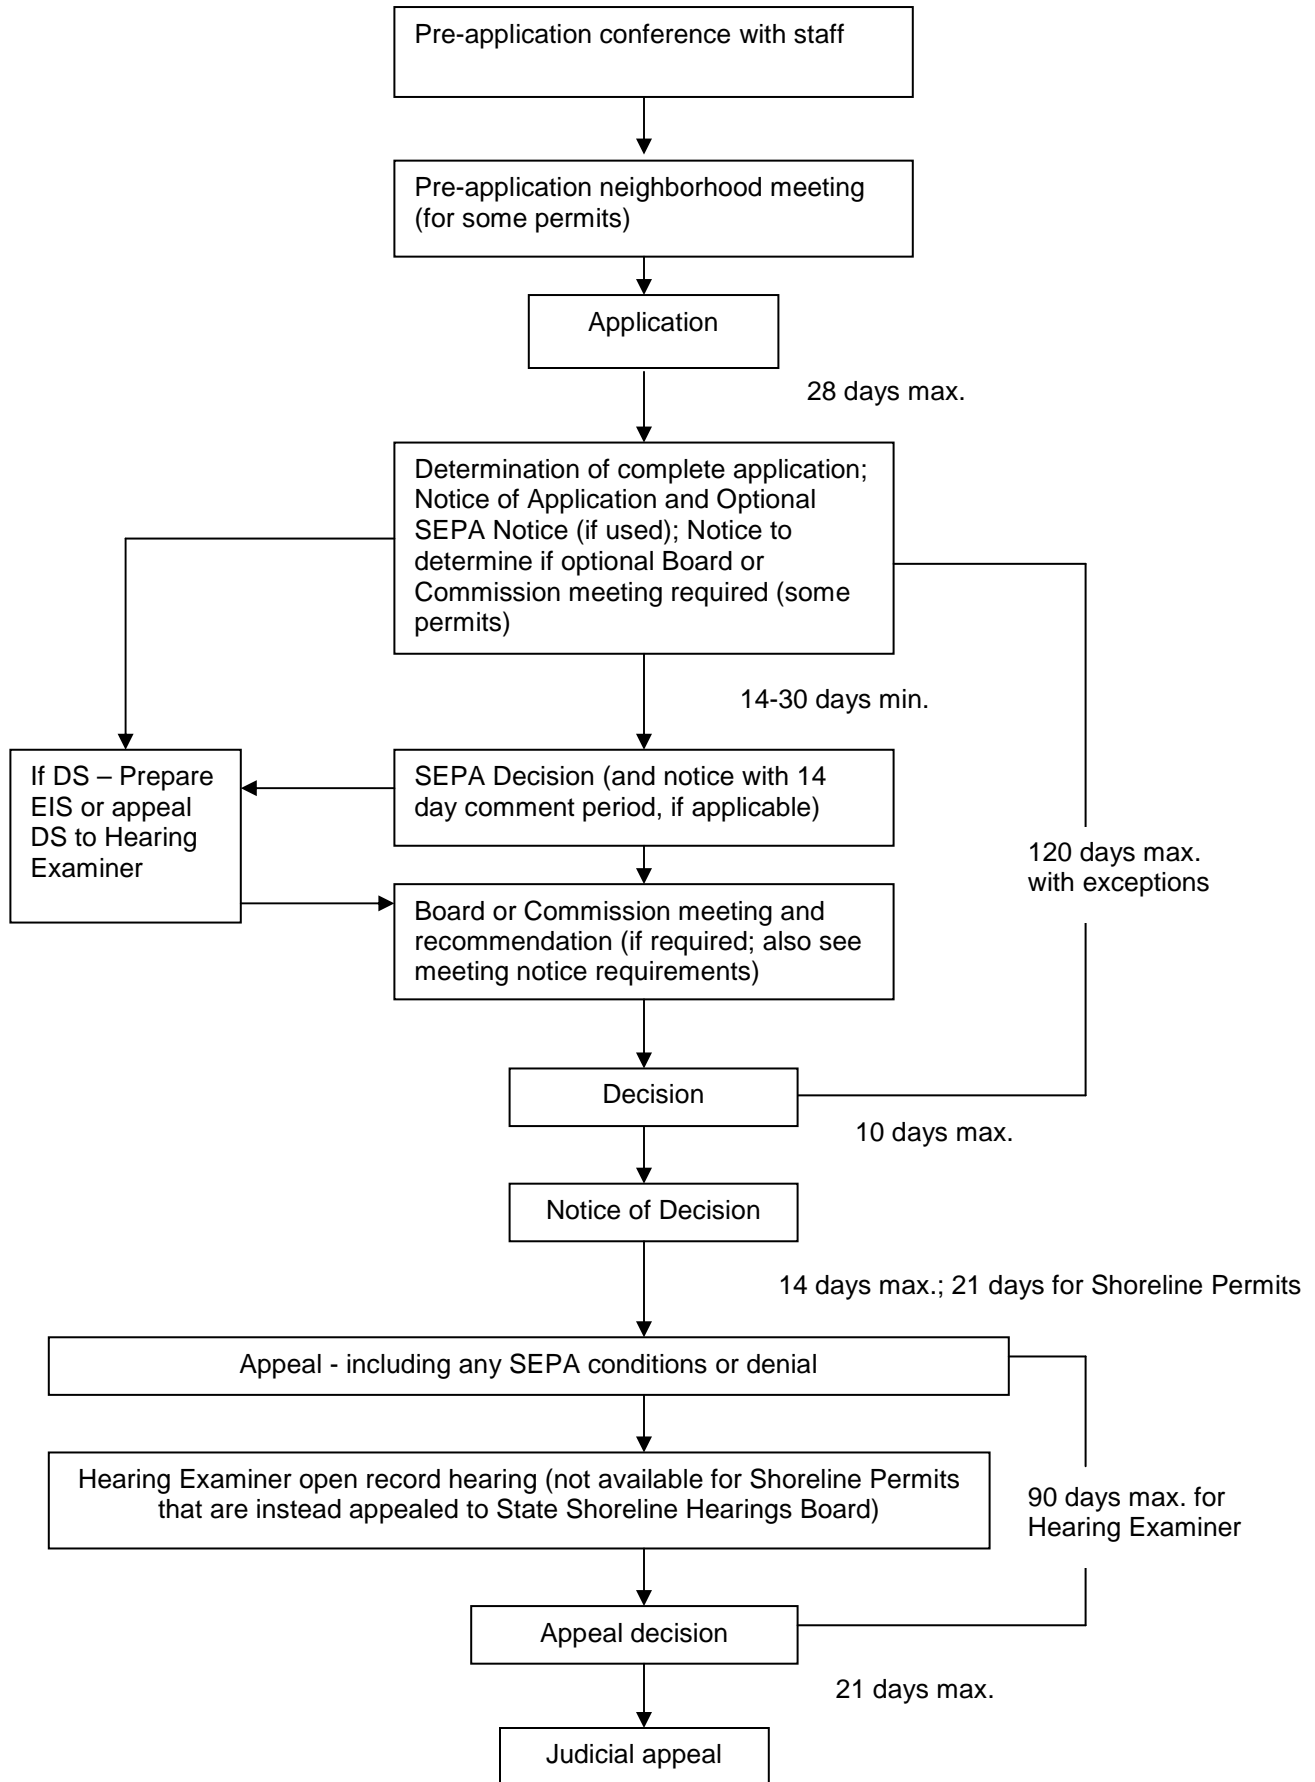 Pre-application conference with staff
Pre-application neighborhood meeting
(for some permits)
Application
28 days max.
Determination of complete application;
Notice of Application and Optional
SEPA Notice (if used); Notice to
determine if optional Board or
Commission meeting required (some
permits)
14-30 days min.
If DS – Prepare
EIS or appeal
DS to Hearing
Examiner
SEPA Decision (and notice with 14
day comment period, if applicable)
120 days max.
with exceptions
Board or Commission meeting and
recommendation (if required; also see
meeting notice requirements)
Decision
10 days max.
Notice of Decision
14 days max.; 21 days for Shoreline Permits
Appeal - including any SEPA conditions or denial
Hearing Examiner open record hearing (not available for Shoreline Permits
that are instead appealed to State Shoreline Hearings Board)
90 days max. for
Hearing Examiner
Appeal decision
21 days max.
Judicial appeal